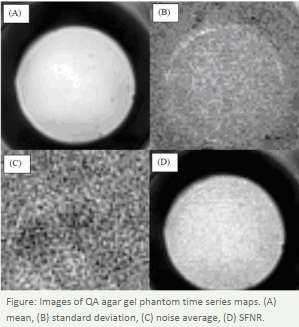 (A)
(B)
(C)
(D)
Figure: Images of QA agar gel phantom time series maps. (A)
mean, (B) standard deviation, (C) noise average, (D) SFNR.